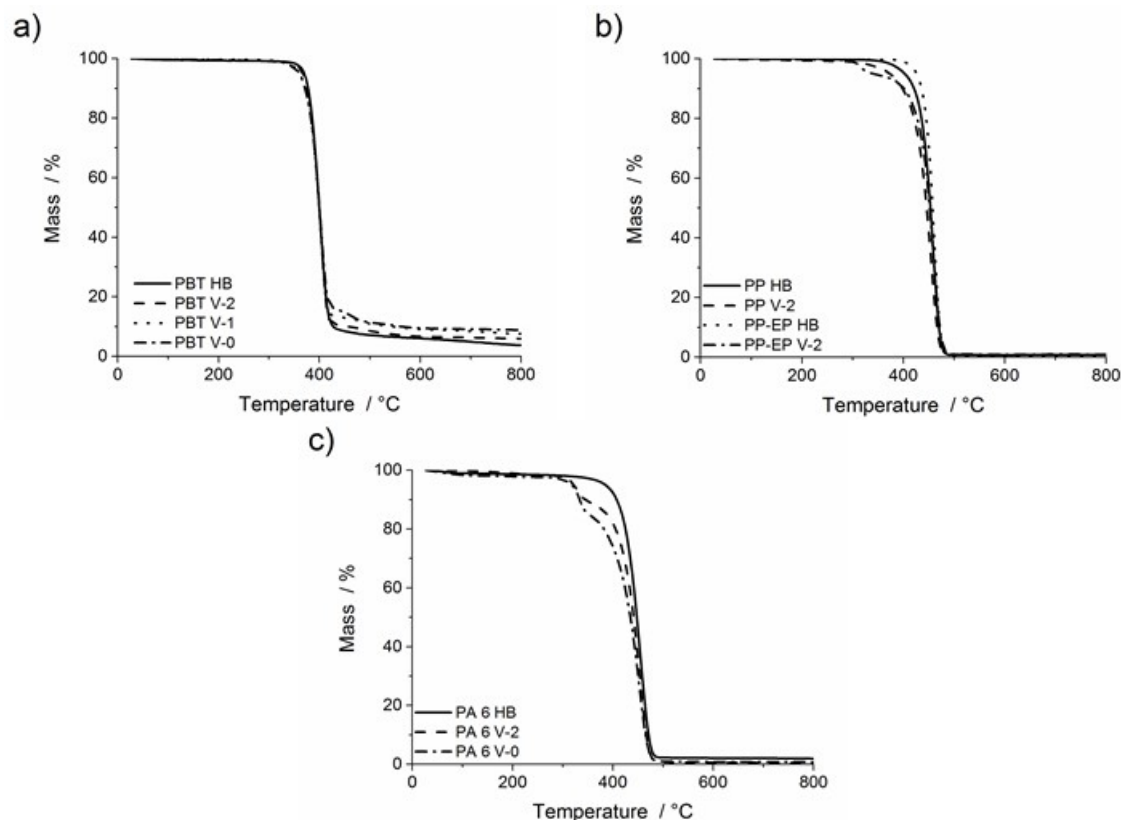 a)
100
80
60
40
20
0
Mass / %
PBT HB
PBT V-2
PBT V-1
PBT V-0
0 200 400 600 800
Temperature / °C
b)
100
80
60
40
20
0
Mass / %
PP HB
PP V-2
PP-EP HB
PP-EP V-2
0 200 400 600 800
Temperature / °C
c)
100
80
60
40
20
0
Mass / %
PA 6 HB
PA 6 V-2
PA 6 V-0
0 200 400 600 800
Temperature / °C